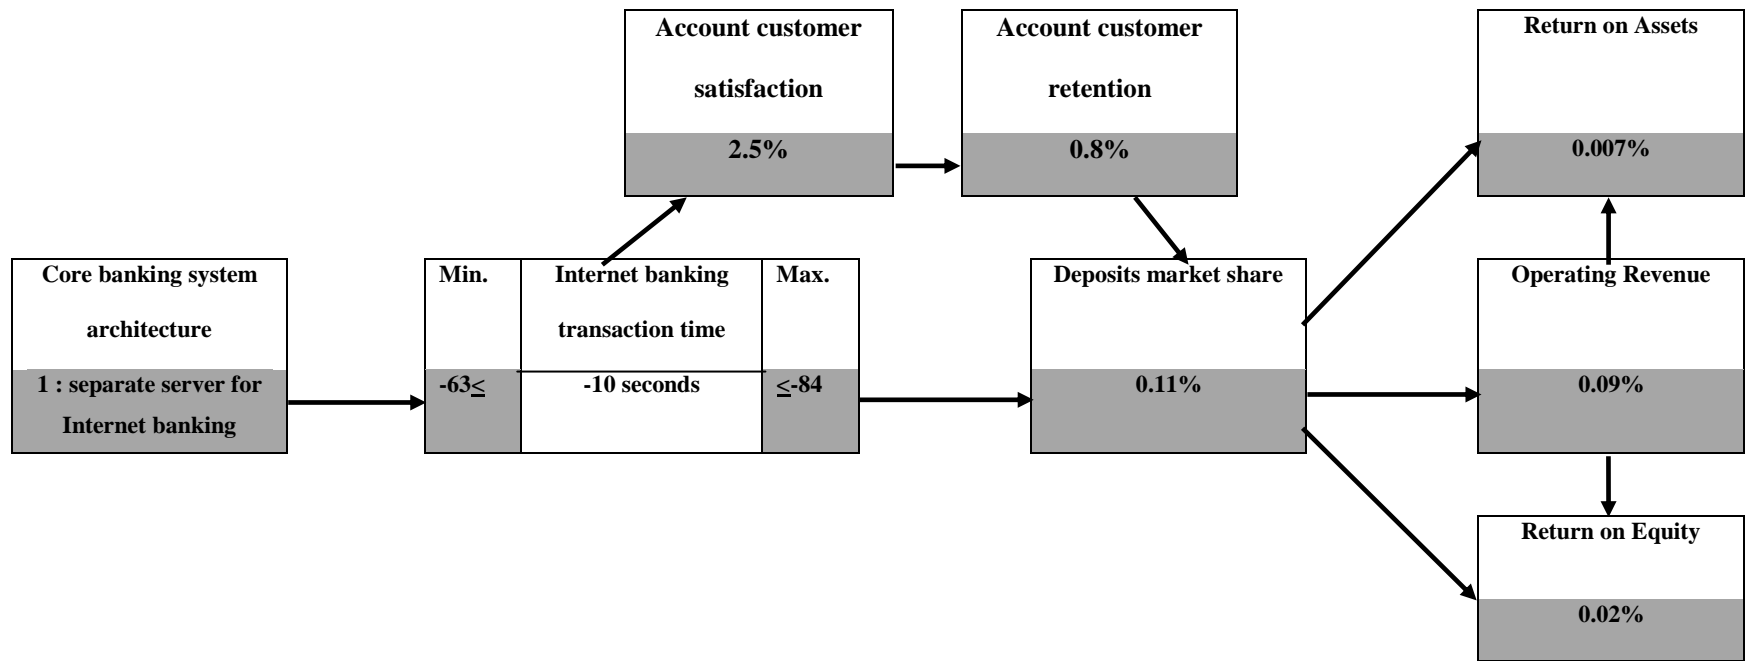 Account customer
satisfaction
2.5%
Account customer
retention
0.8%
Return on Assets
0.007%
Core banking system
architecture
1 : separate server for
Internet banking
Min.
-63≤
Internet banking
transaction time
-10 seconds
Max.
≤-84
Deposits market share
0.11%
Operating Revenue
0.09%
Return on Equity
0.02%